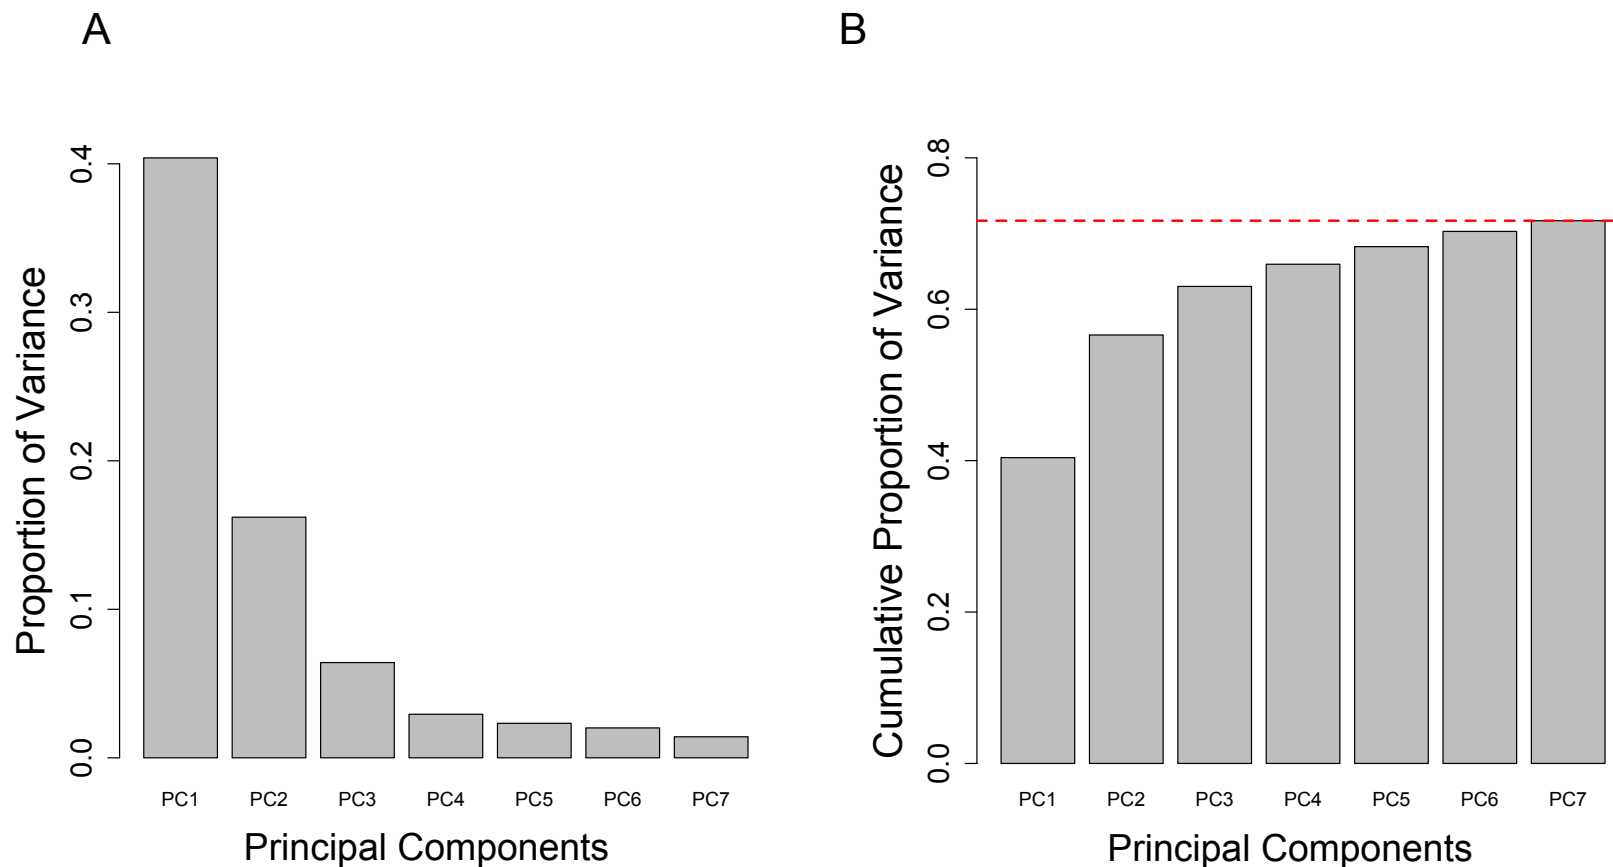 A
Proportion of Variance
0.4
0.3
0.2
0.1
0.0
PC1 PC2 PC3 PC4 PC5 PC6 PC7
Principal Components
B
Cumulative Proportion of Variance
0.8
0.6
0.4
0.2
0.0
PC1 PC2 PC3 PC4 PC5 PC6 PC7
Principal Components